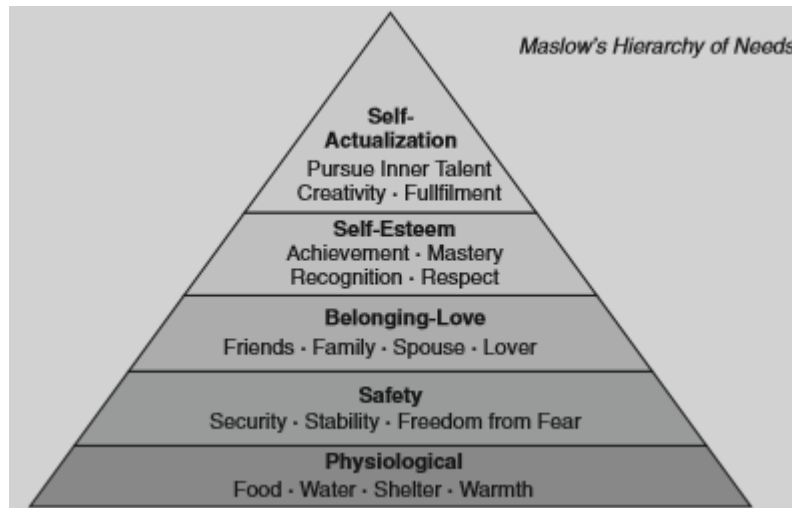 Maslow's Hierarchy of Needs
Self-
Actualization
Pursue Inner Talent
Creativity · Fullfilment
Self-Esteem
Achievement · Mastery
Recognition · Respect
Belonging-Love
Friends · Family · Spouse · Lover
Safety
Security · Stability · Freedom from Fear
Physiological
Food · Water · Shelter · Warmth